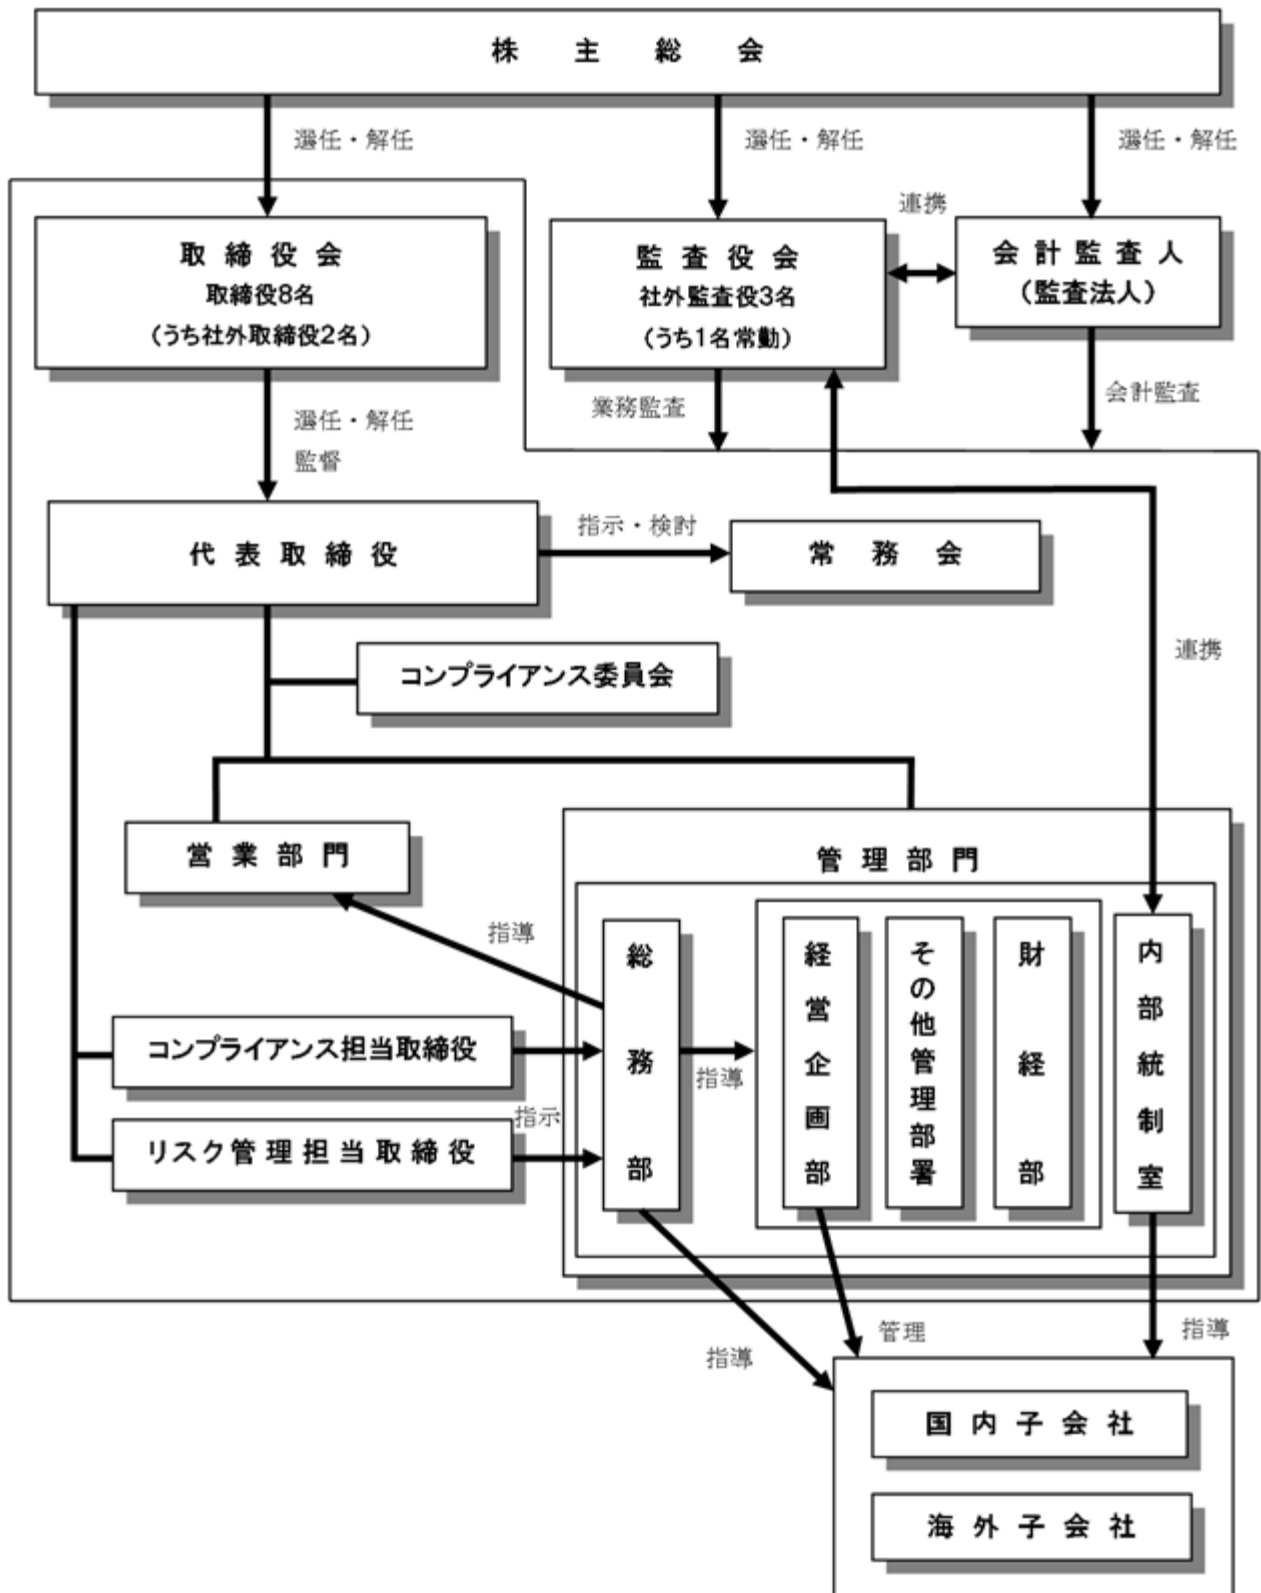 株主総会
選任・解任
選任・解任
選任・解任
取締役会
取締役8名
(うち社外取締役2名)
監査役会
社外監査役3名
(うち1名常勤)
連携
会計監査人
(監査法人)
選任・解任
監督
業務監査
会計監査
代表取締役
指示・検討
常務会
連携
コンプライアンス委員会
営業部門
管理部門
指導
総務部
経営企画部
その他管理部署
財経部
内部統制室
コンプライアンス担当取締役
指導
指示
リスク管理担当取締役
指導
管理
指導
国内子会社
海外子会社